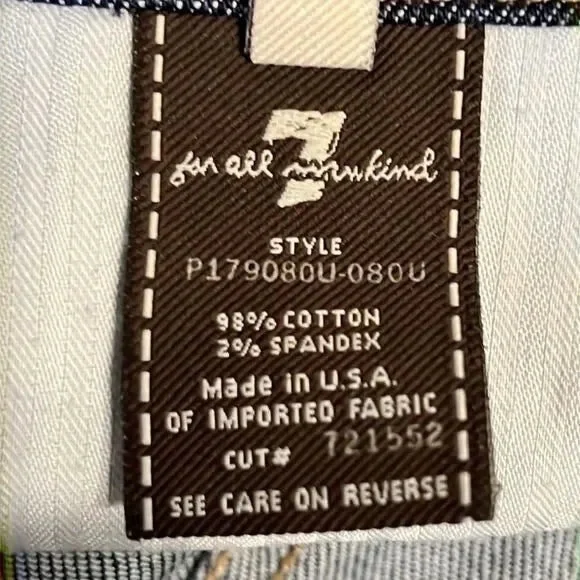 7
for all mankind
STYLE
P179080U-080U
98% COTTON
2% SPANDEX
Made in U.S.A.
OF IMPORTED FABRIC
CUT# 721552
SEE CARE ON REVERSE